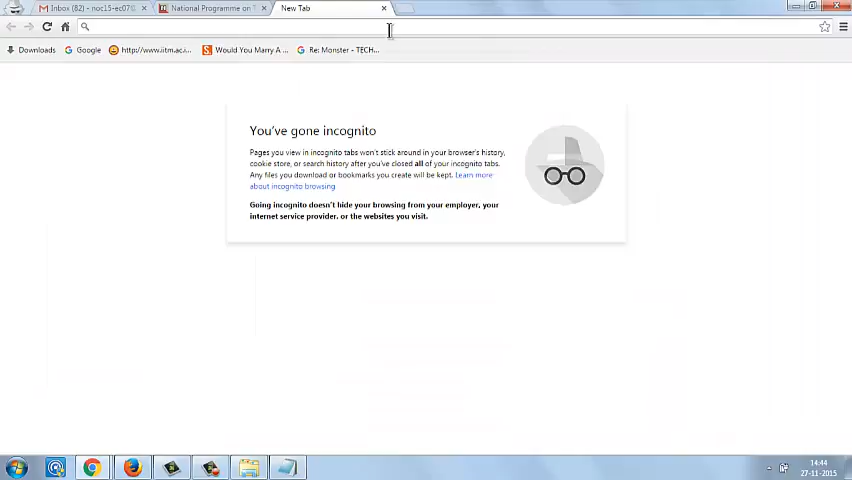 Inbox (82) - noc15-ec07@
National Programme on T
New Tab
Downloads
Google
http://www.iitm.ac.i...
Would You Marry A ...
Re: Monster - TECH...
You've gone incognito
Pages you view in incognito tabs won't stick around in your browser's history,
cookie store, or search history after you've closed all of your incognito tabs.
Any files you download or bookmarks you create will be kept. Learn more
about incognito browsing
Going incognito doesn't hide your browsing from your employer, your
internet service provider, or the websites you visit.
14:44
27-11-2015